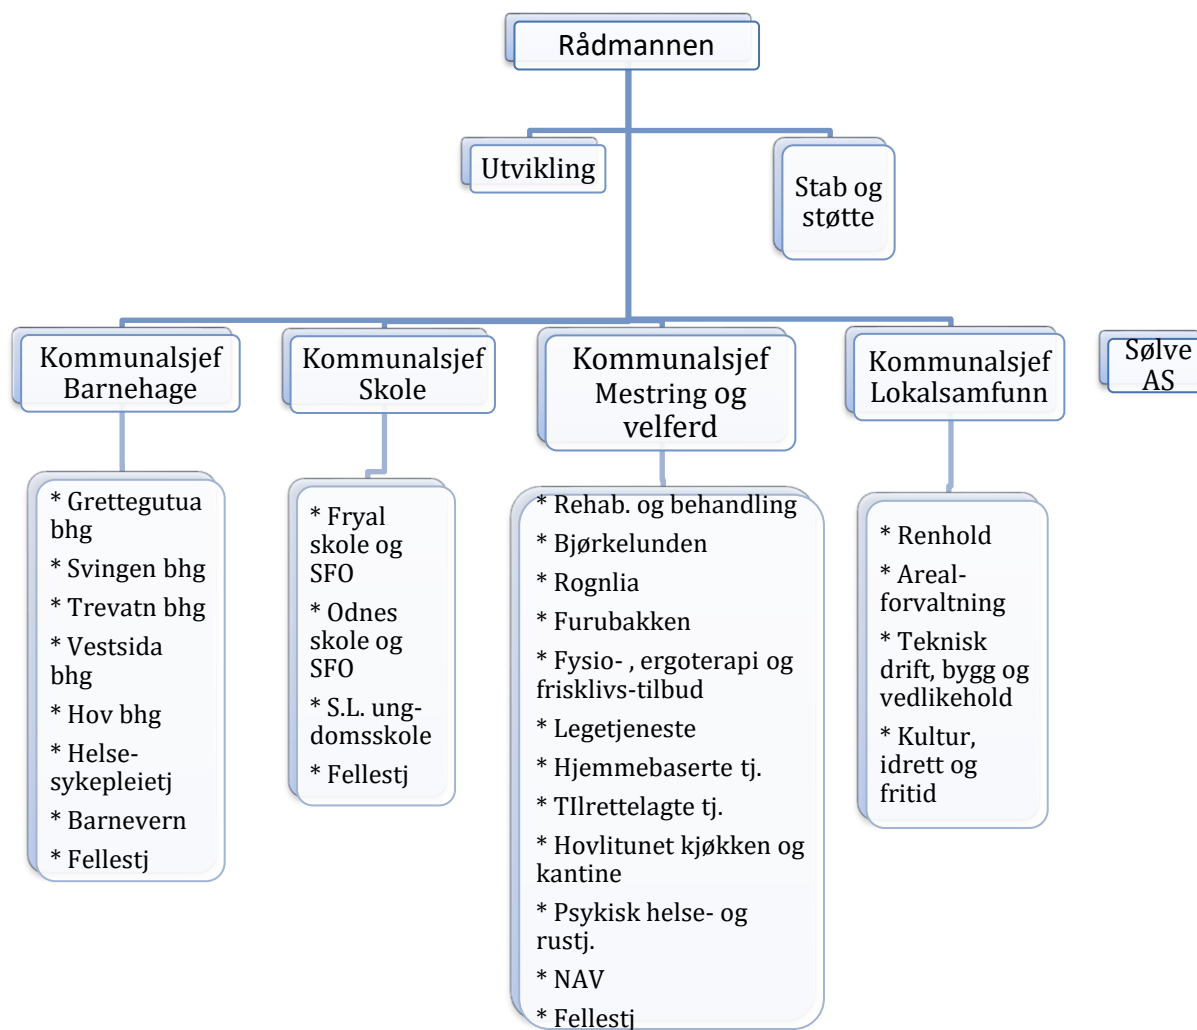 Rådmannen
Utvikling
Stab og
støtte
Kommunalsjef
Barnehage
Kommunalsjef
Skole
Kommunalsjef
Mestring og
velferd
Kommunalsjef
Lokalsamfunn
Sølve
AS
* Grettegutua
bhg
* Svingen bhg
* Trevatn bhg
* Vestsida
bhg
* Hov bhg
* Helse-
sykepleietj
* Barnevern
* Fellestj
* Fryal
skole og
SFO
* Odnes
skole og
SFO
* S.L. ung-
domsskole
* Fellestj
* Rehab. og behandling
* Bjørkelunden
* Rognlia
* Furubakken
* Fysio- , ergoterapi og
frisklivs-tilbud
* Legetjeneste
* Hjemmebaserte tj.
* TIlrettelagte tj.
* Hovlitunet kjøkken og
kantine
* Psykisk helse- og
rustj.
* NAV
* Fellestj
* Renhold
* Areal-
forvaltning
* Teknisk
drift, bygg og
vedlikehold
* Kultur,
idrett og
fritid